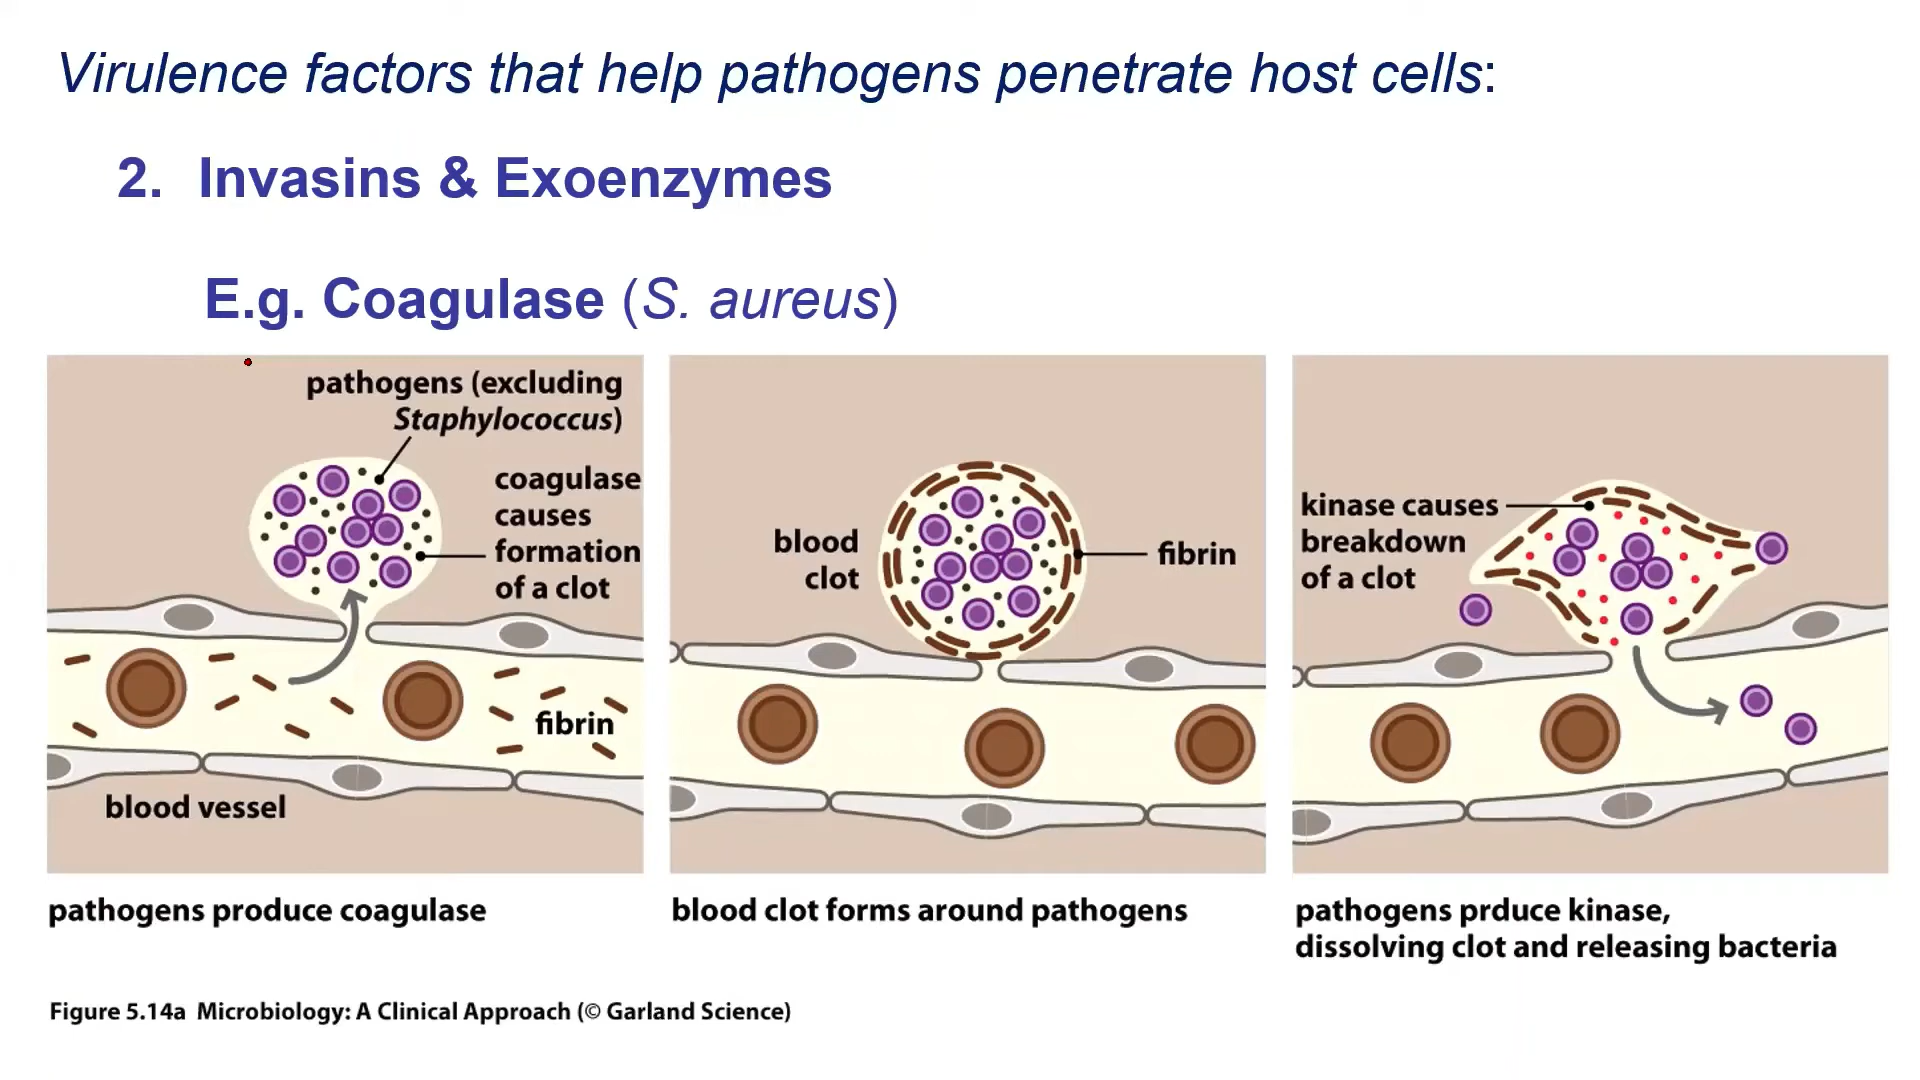 Virulence factors that help pathogens penetrate host cells:
2. Invasins & Exoenzymes
E.g. Coagulase (S. aureus)
pathogens (excluding
Staphylococcus)
coagulase
causes
formation
of a clot
fibrin
blood vessel
pathogens produce coagulase
blood
clot
fibrin
blood clot forms around pathogens
kinase causes
breakdown
of a clot
pathogens prduce kinase,
dissolving clot and releasing bacteria
Figure 5.14a Microbiology: A Clinical Approach (© Garland Science)